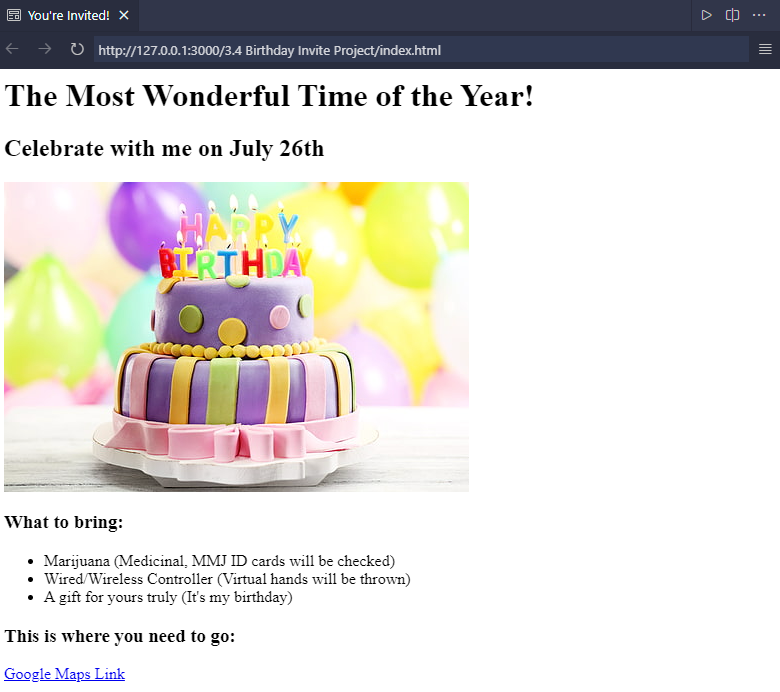 You're Invited!
http://127.0.0.1:3000/3.4 Birthday Invite Project/index.html
The Most Wonderful Time of the Year!
Celebrate with me on July 26th
HAPPY
BIRTHDAY
What to bring:
Marijuana (Medicinal, MMJ ID cards will be checked)
Wired/Wireless Controller (Virtual hands will be thrown)
A gift for yours truly (It's my birthday)
This is where you need to go:
Google Maps Link